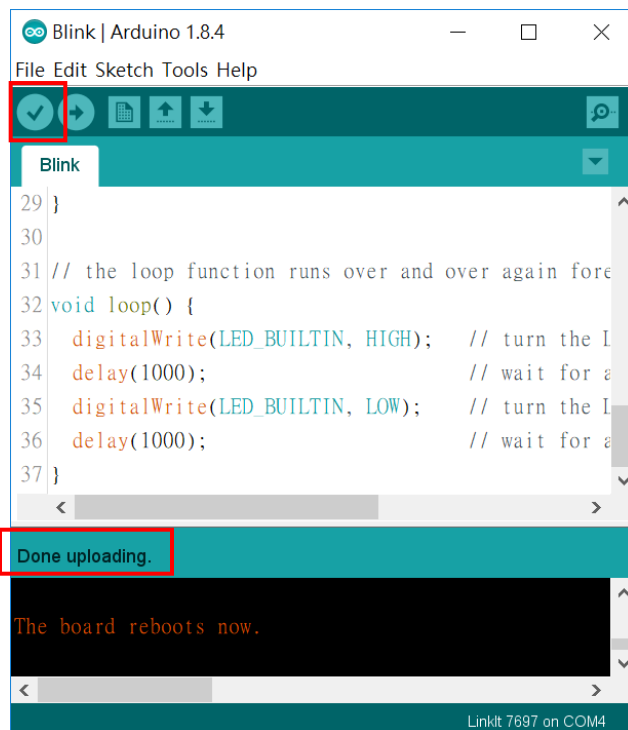 Blink | Arduino 1.8.4
File Edit Sketch Tools Help
Blink
29 }
30
31 // the loop function runs over and over again fore
32 void loop() {
33 digitalWrite(LED_BUILTIN, HIGH); // turn the L
34 delay(1000); // wait for a
35 digitalWrite(LED_BUILTIN, LOW); // turn the L
36 delay(1000); // wait for a
37 }
Done uploading.
The board reboots now.
LinkIt 7697 on COM4